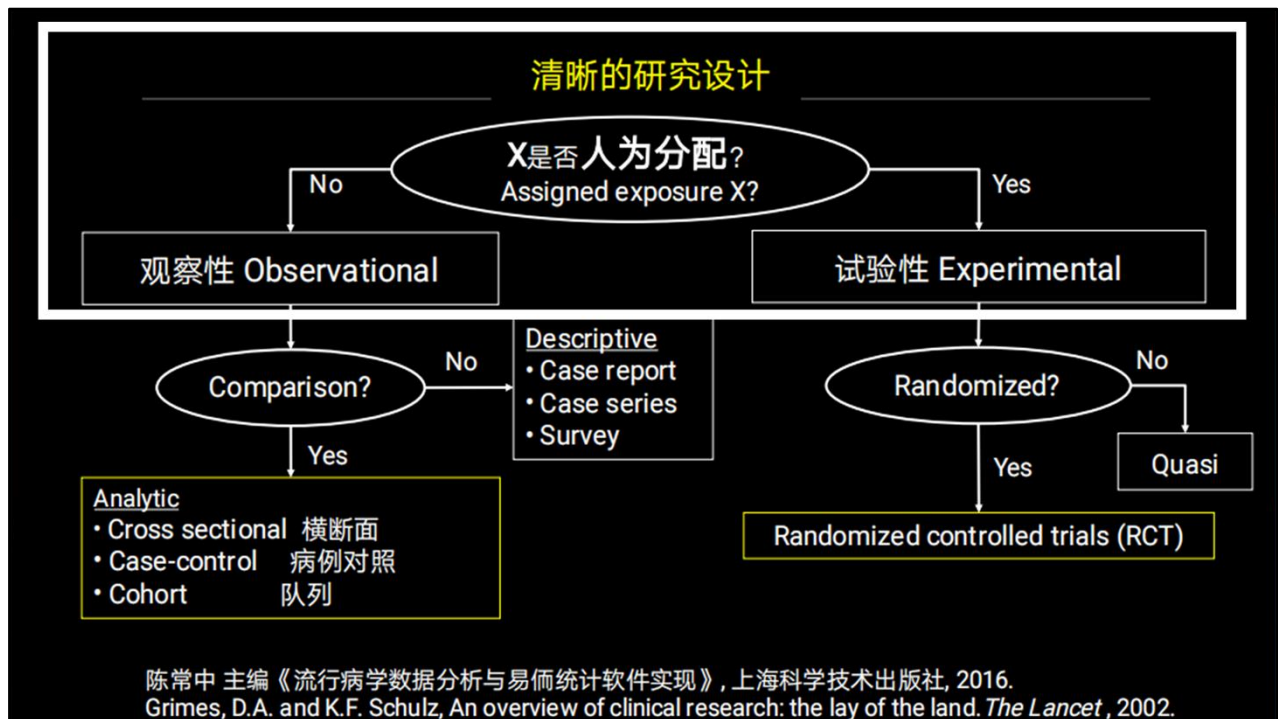 清晰的研究设计
X是否人为分配?
Assigned exposure X?
No
Yes
观察性 Observational
试验性 Experimental
Comparison?
No
Descriptive
• Case report
• Case series
• Survey
Randomized?
No
Yes
Yes
Quasi
Analytic
• Cross sectional 横断面
• Case-control 病例对照
• Cohort 队列
Randomized controlled trials (RCT)
陈常中 主编《流行病学数据分析与易侕统计软件实现》, 上海科学技术出版社, 2016.
Grimes, D.A. and K.F. Schulz, An overview of clinical research: the lay of the land. The Lancet , 2002.